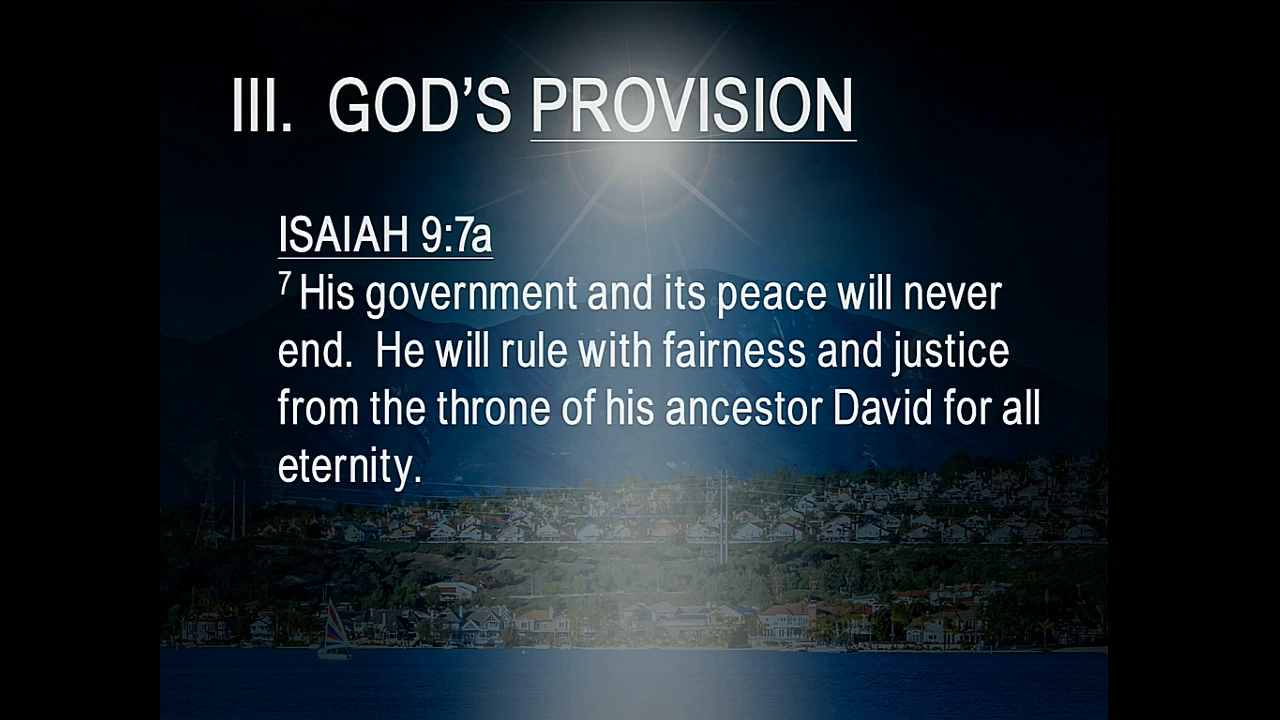 III. GOD'S PROVISION
ISAIAH 9:7a
7 His government and its peace will never
end. He will rule with fairness and justice
from the throne of his ancestor David for all
eternity.